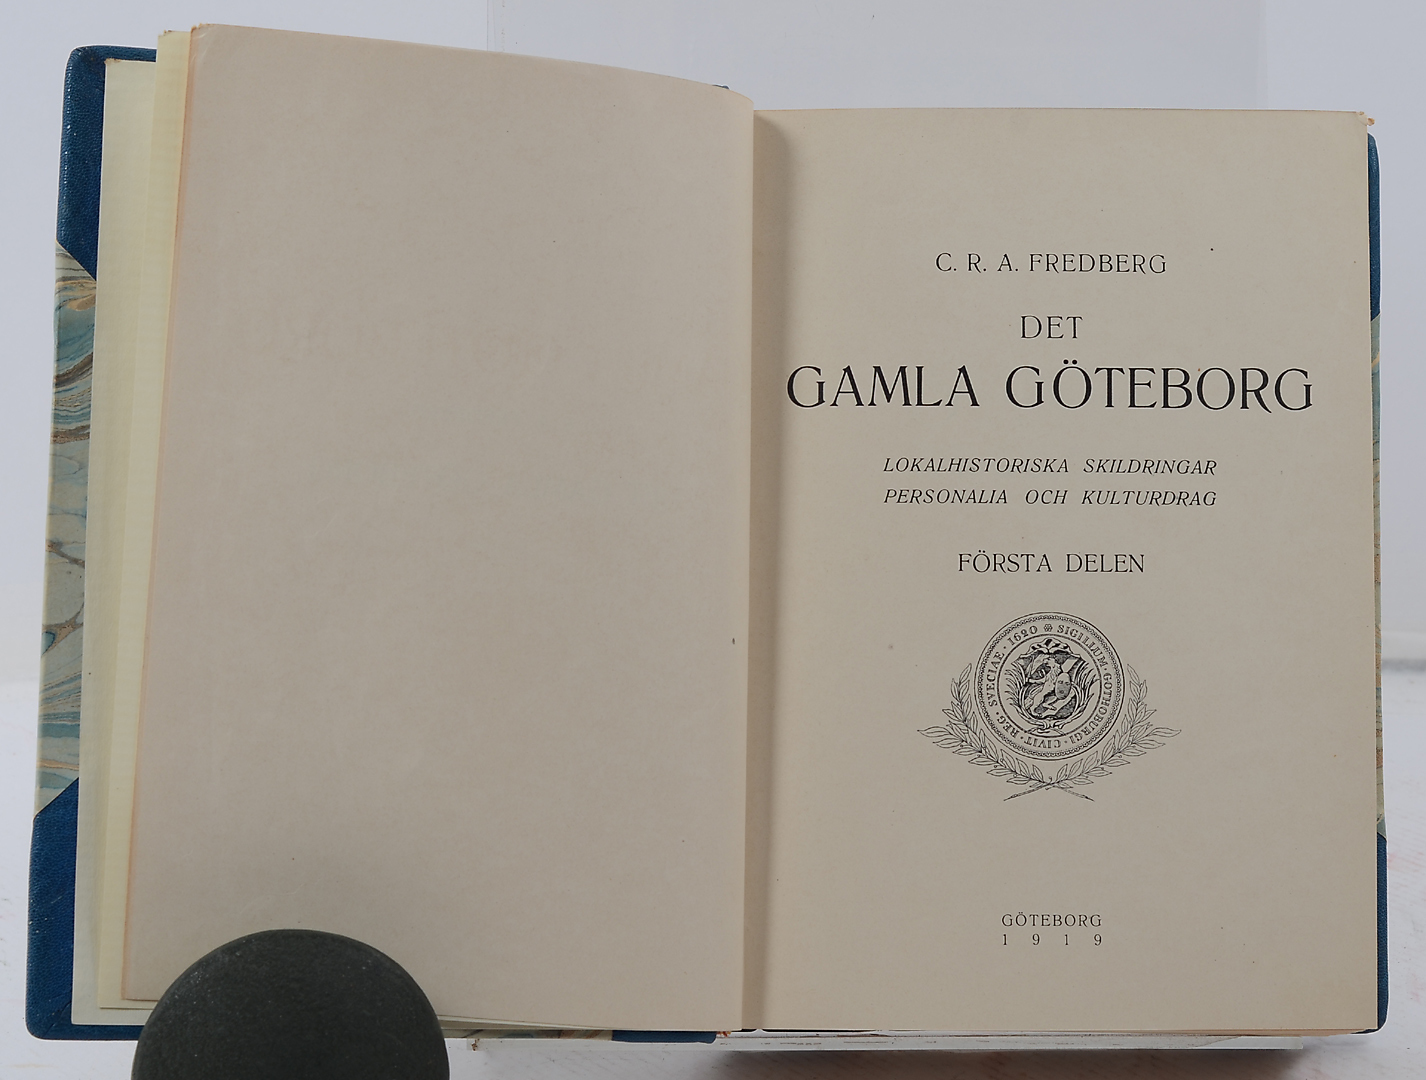 C. R. A. FREDBERG
DET
GAMLA GÖTEBORG
LOKALHISTORISKA SKILDRINGAR
PERSONALIA OCH KULTURDRAG
FÖRSTA DELEN
SIGILLUM · GOTHOBURGI · CIVIT · REG · SVECIAE · 1620
GÖTEBORG
1919